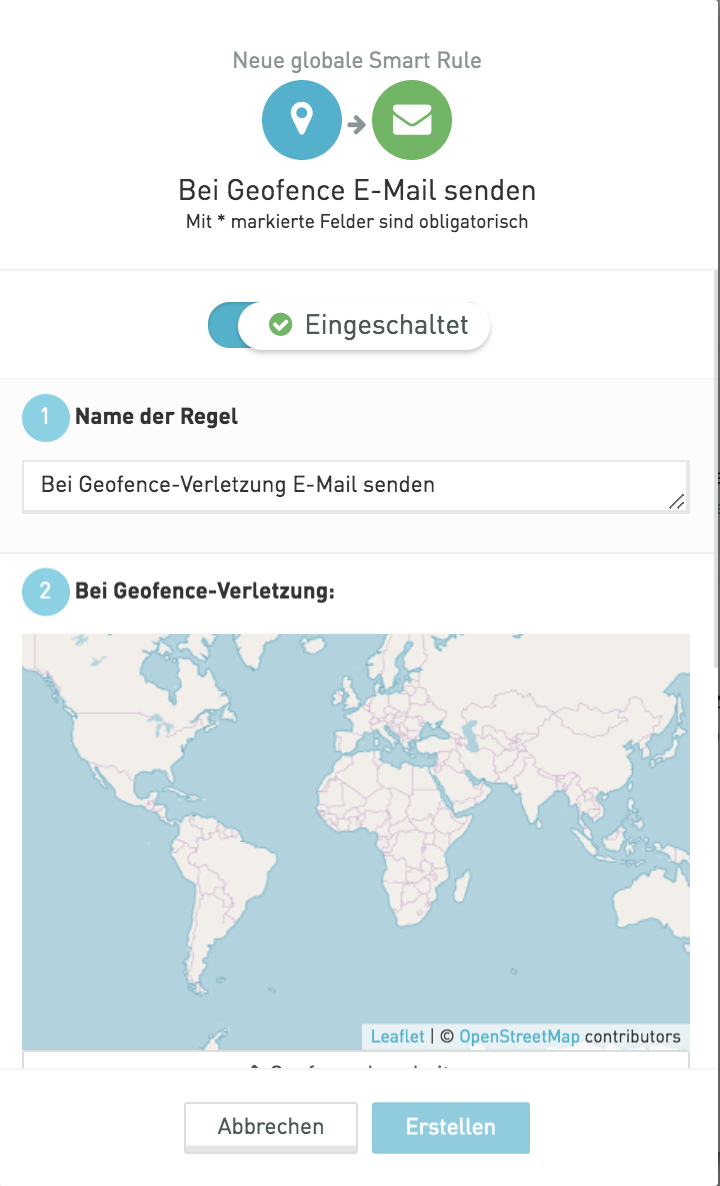 Neue globale Smart Rule
Bei Geofence E-Mail senden
Mit * markierte Felder sind obligatorisch
Eingeschaltet
1 Name der Regel
Bei Geofence-Verletzung E-Mail senden
2 Bei Geofence-Verletzung:
Leaflet | © OpenStreetMap contributors
Abbrechen Erstellen